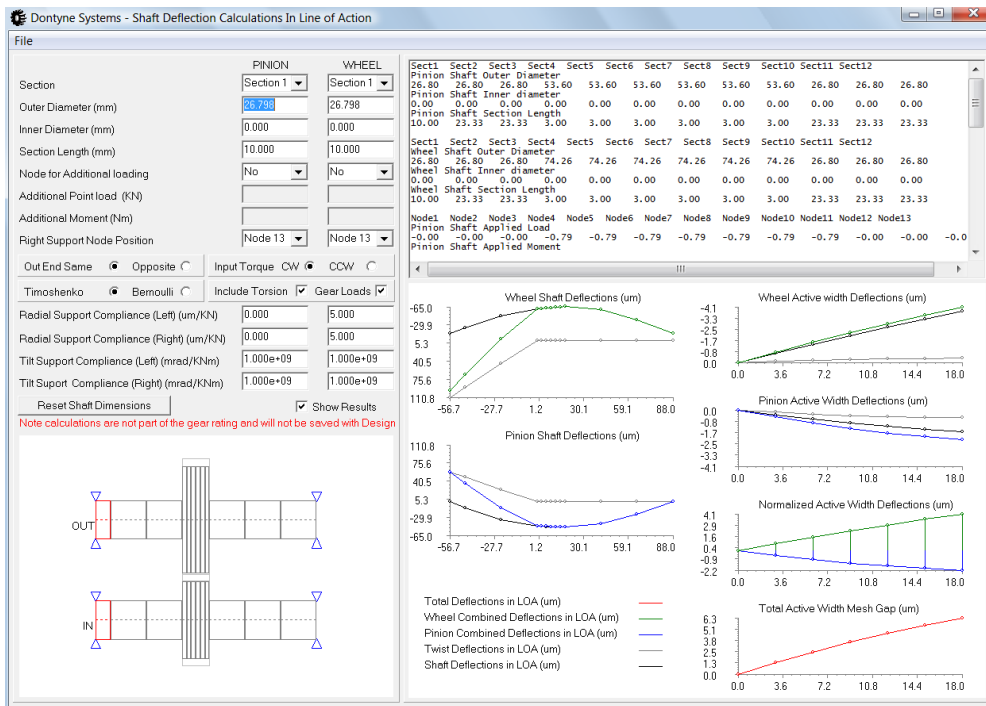 Dontyne Systems - Shaft Deflection Calculations In Line of Action
File
PINION WHEEL
Section Section 1 Section 1
Outer Diameter (mm) 26.798 26.798
Inner Diameter (mm) 0.000 0.000
Section Length (mm) 10.000 10.000
Node for Additional loading No No
Additional Point load (KN)
Additional Moment (Nm)
Right Support Node Position Node 13 Node 13
Out End Same Opposite Input Torque CW CCW
Timoshenko Bernoulli Include Torsion Gear Loads
Radial Support Compliance (Left) (um/KN) 0.000 5.000
Radial Support Compliance (Right) (um/KN) 0.000 5.000
Tilt Support Compliance (Left) (mrad/KNm) 1.000e+09 1.000e+09
Tilt Suport Compliance (Right) (mrad/KNm) 1.000e+09 1.000e+09
Reset Shaft Dimensions Show Results
Note calculations are not part of the gear rating and will not be saved with Design
OUT
IN
Sect1 Sect2 Sect3 Sect4 Sect5 Sect6 Sect7 Sect8 Sect9 Sect10 Sect11 Sect12
Pinion Shaft Outer Diameter
26.80 26.80 26.80 53.60 53.60 53.60 53.60 53.60 53.60 26.80 26.80 26.80
Pinion Shaft Inner diameter
0.00 0.00 0.00 0.00 0.00 0.00 0.00 0.00 0.00 0.00 0.00 0.00
Pinion Shaft Section Length
10.00 23.33 23.33 3.00 3.00 3.00 3.00 3.00 3.00 23.33 23.33 23.33
Sect1 Sect2 Sect3 Sect4 Sect5 Sect6 Sect7 Sect8 Sect9 Sect10 Sect11 Sect12
Wheel Shaft Outer Diameter
26.80 26.80 26.80 74.26 74.26 74.26 74.26 74.26 74.26 26.80 26.80 26.80
Wheel Shaft Inner diameter
0.00 0.00 0.00 0.00 0.00 0.00 0.00 0.00 0.00 0.00 0.00 0.00
Wheel Shaft Section Length
10.00 23.33 23.33 3.00 3.00 3.00 3.00 3.00 3.00 23.33 23.33 23.33
Node1 Node2 Node3 Node4 Node5 Node6 Node7 Node8 Node9 Node10 Node11 Node12 Node13
Pinion Shaft Applied Load
-0.00 -0.00 -0.00 -0.79 -0.79 -0.79 -0.79 -0.79 -0.79 -0.79 -0.00 -0.00 -0.0
Pinion Shaft Applied Moment
Wheel Shaft Deflections (um)
-65.0
-29.9
5.3
40.5
75.6
110.8
-56.7 -27.7 1.2 30.1 59.1 88.0
Pinion Shaft Deflections (um)
110.8
75.6
40.5
5.3
-29.9
-65.0
-56.7 -27.7 1.2 30.1 59.1 88.0
Total Deflections in LOA (um)
Wheel Combined Deflections in LOA (um)
Pinion Combined Deflections in LOA (um)
Twist Deflections in LOA (um)
Shaft Deflections in LOA (um)
Wheel Active width Deflections (um)
-4.1
-3.3
-2.5
-1.7
-0.8
0.0
0.0 3.6 7.2 10.8 14.4 18.0
Pinion Active Width Deflections (um)
0.0
-0.8
-1.7
-2.5
-3.3
-4.1
0.0 3.6 7.2 10.8 14.4 18.0
Normalized Active Width Deflections (um)
4.1
2.9
1.6
0.4
-0.9
-2.2
0.0 3.6 7.2 10.8 14.4 18.0
Total Active Width Mesh Gap (um)
6.3
5.1
3.8
2.5
1.3
0.0
0.0 3.6 7.2 10.8 14.4 18.0